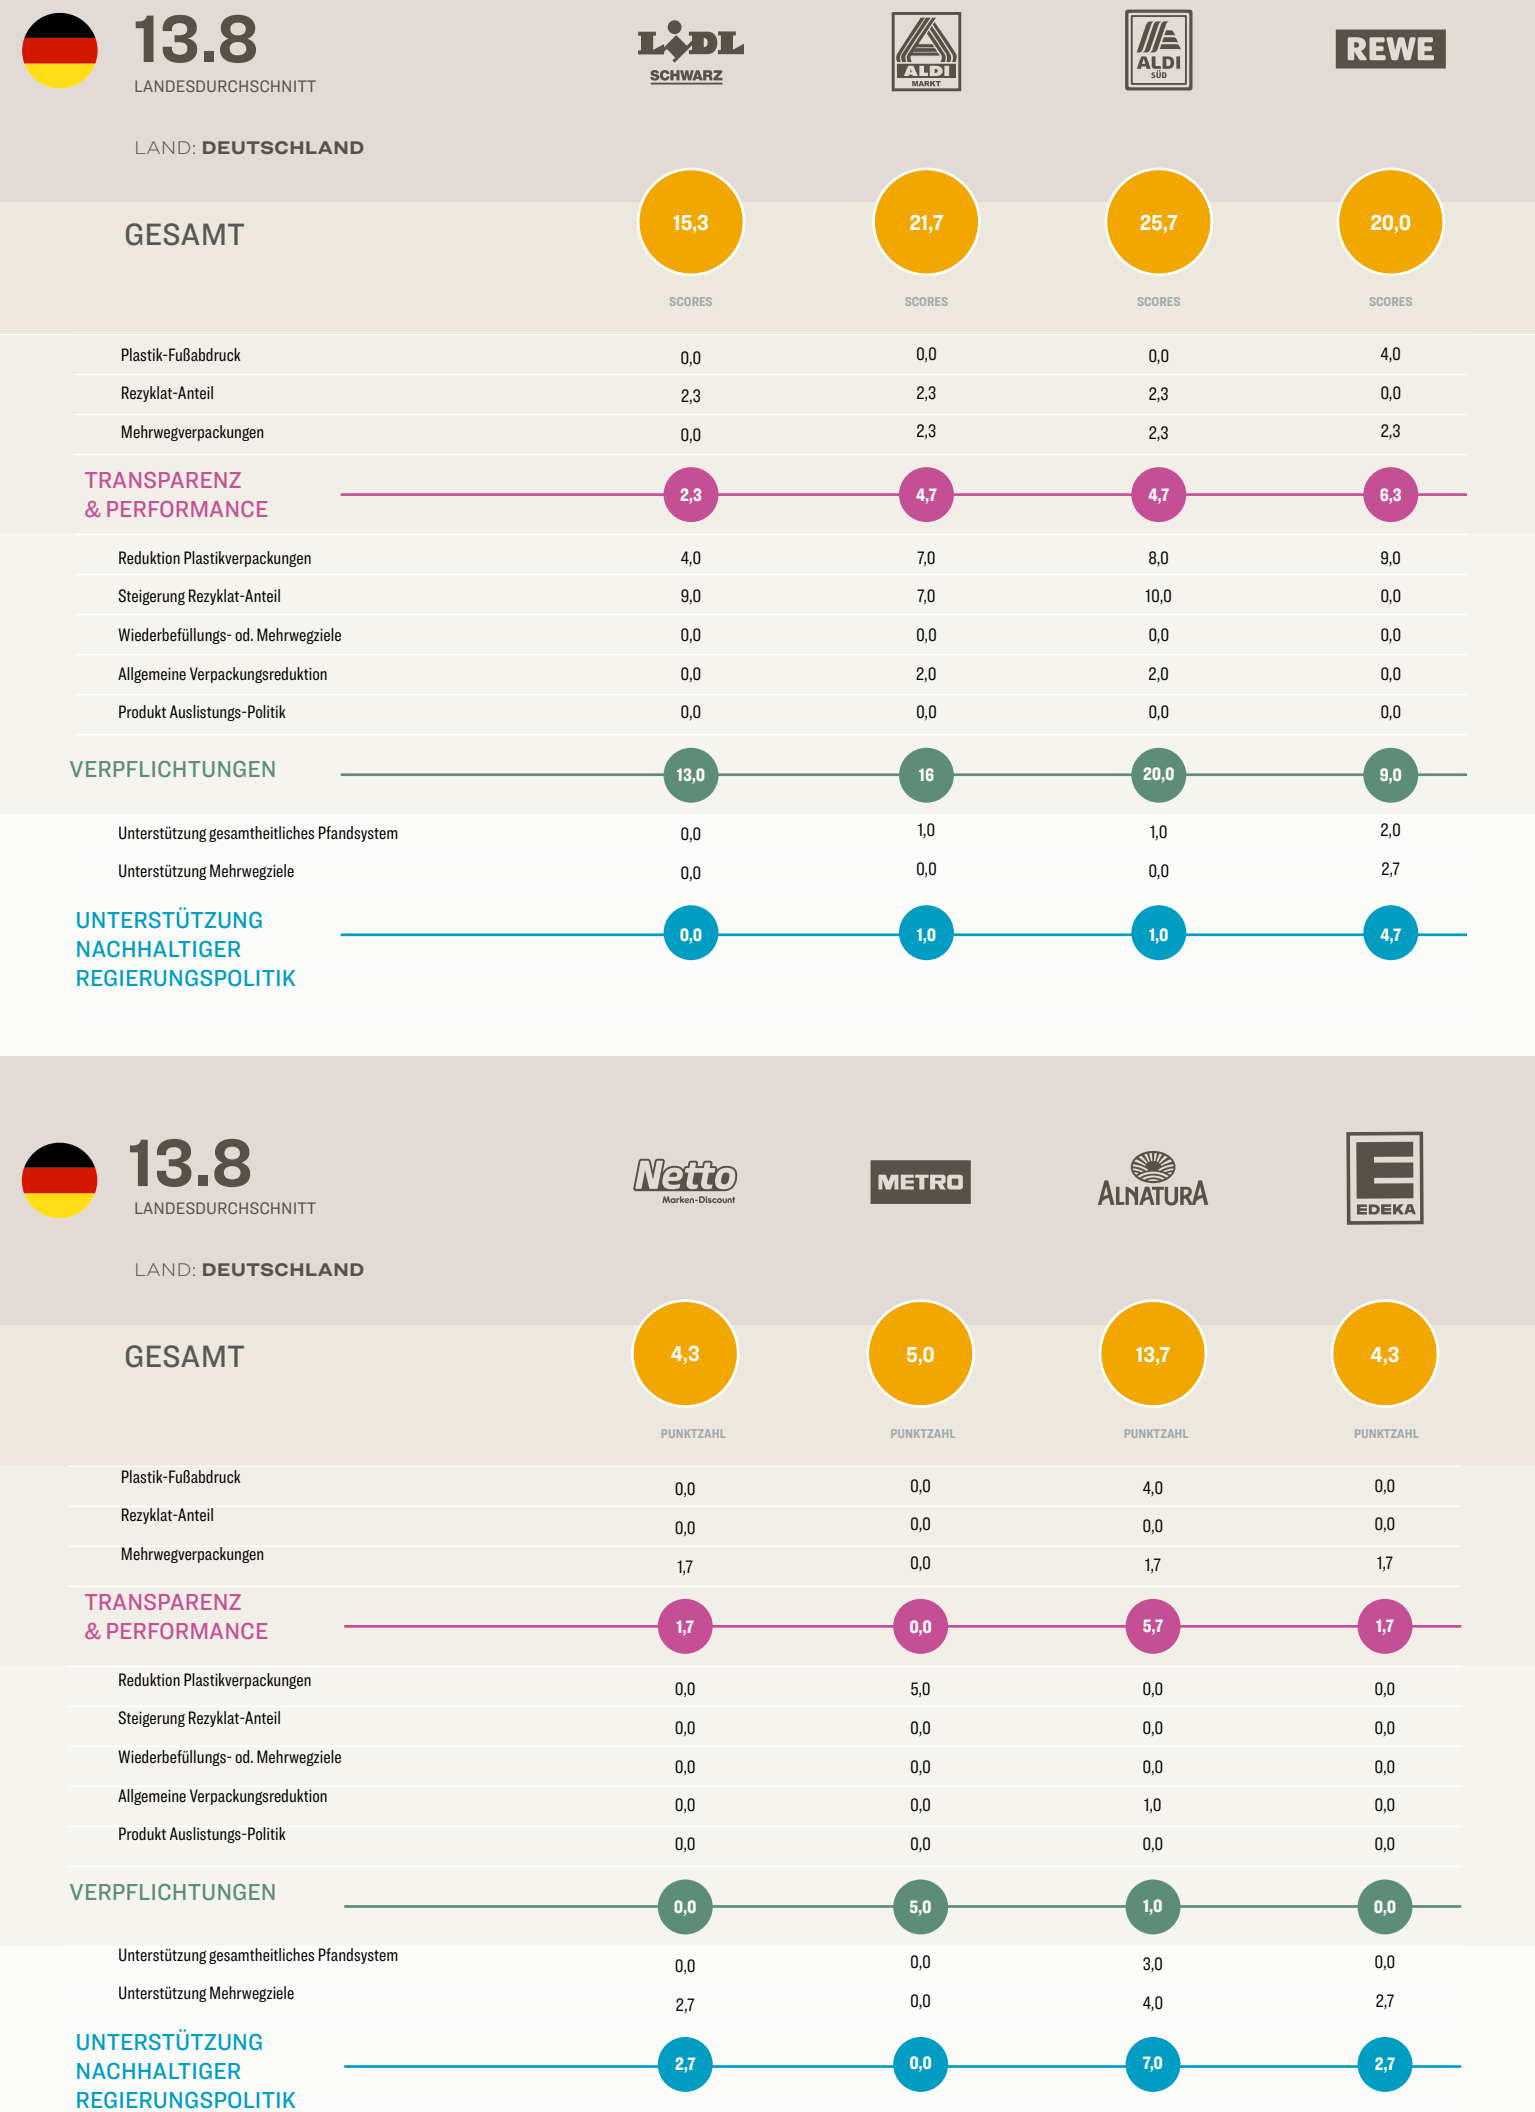 13.8
LANDESDURCHSCHNITT
LAND: DEUTSCHLAND
LIDL SCHWARZ
ALDI MARKT
ALDI SÜD
REWE
GESAMT 15,3 21,7 25,7 20,0
SCORES SCORES SCORES SCORES
Plastik-Fußabdruck 0,0 0,0 0,0 4,0
Rezyklat-Anteil 2,3 2,3 2,3 0,0
Mehrwegverpackungen 0,0 2,3 2,3 2,3
TRANSPARENZ
& PERFORMANCE 2,3 4,7 4,7 6,3
Reduktion Plastikverpackungen 4,0 7,0 8,0 9,0
Steigerung Rezyklat-Anteil 9,0 7,0 10,0 0,0
Wiederbefüllungs- od. Mehrwegziele 0,0 0,0 0,0 0,0
Allgemeine Verpackungsreduktion 0,0 2,0 2,0 0,0
Produkt Auslistungs-Politik 0,0 0,0 0,0 0,0
VERPFLICHTUNGEN 13,0 16 20,0 9,0
Unterstützung gesamtheitliches Pfandsystem 0,0 1,0 1,0 2,0
Unterstützung Mehrwegziele 0,0 0,0 0,0 2,7
UNTERSTÜTZUNG
NACHHALTIGER 0,0 1,0 1,0 4,7
REGIERUNGSPOLITIK
13.8
LANDESDURCHSCHNITT
LAND: DEUTSCHLAND
Netto Marken-Discount
METRO
ALNATURA
EDEKA
GESAMT 4,3 5,0 13,7 4,3
PUNKTZAHL PUNKTZAHL PUNKTZAHL PUNKTZAHL
Plastik-Fußabdruck 0,0 0,0 4,0 0,0
Rezyklat-Anteil 0,0 0,0 0,0 0,0
Mehrwegverpackungen 1,7 0,0 1,7 1,7
TRANSPARENZ
& PERFORMANCE 1,7 0,0 5,7 1,7
Reduktion Plastikverpackungen 0,0 5,0 0,0 0,0
Steigerung Rezyklat-Anteil 0,0 0,0 0,0 0,0
Wiederbefüllungs- od. Mehrwegziele 0,0 0,0 0,0 0,0
Allgemeine Verpackungsreduktion 0,0 0,0 1,0 0,0
Produkt Auslistungs-Politik 0,0 0,0 0,0 0,0
VERPFLICHTUNGEN 0,0 5,0 1,0 0,0
Unterstützung gesamtheitliches Pfandsystem 0,0 0,0 3,0 0,0
Unterstützung Mehrwegziele 2,7 0,0 4,0 2,7
UNTERSTÜTZUNG
NACHHALTIGER 2,7 0,0 7,0 2,7
REGIERUNGSPOLITIK